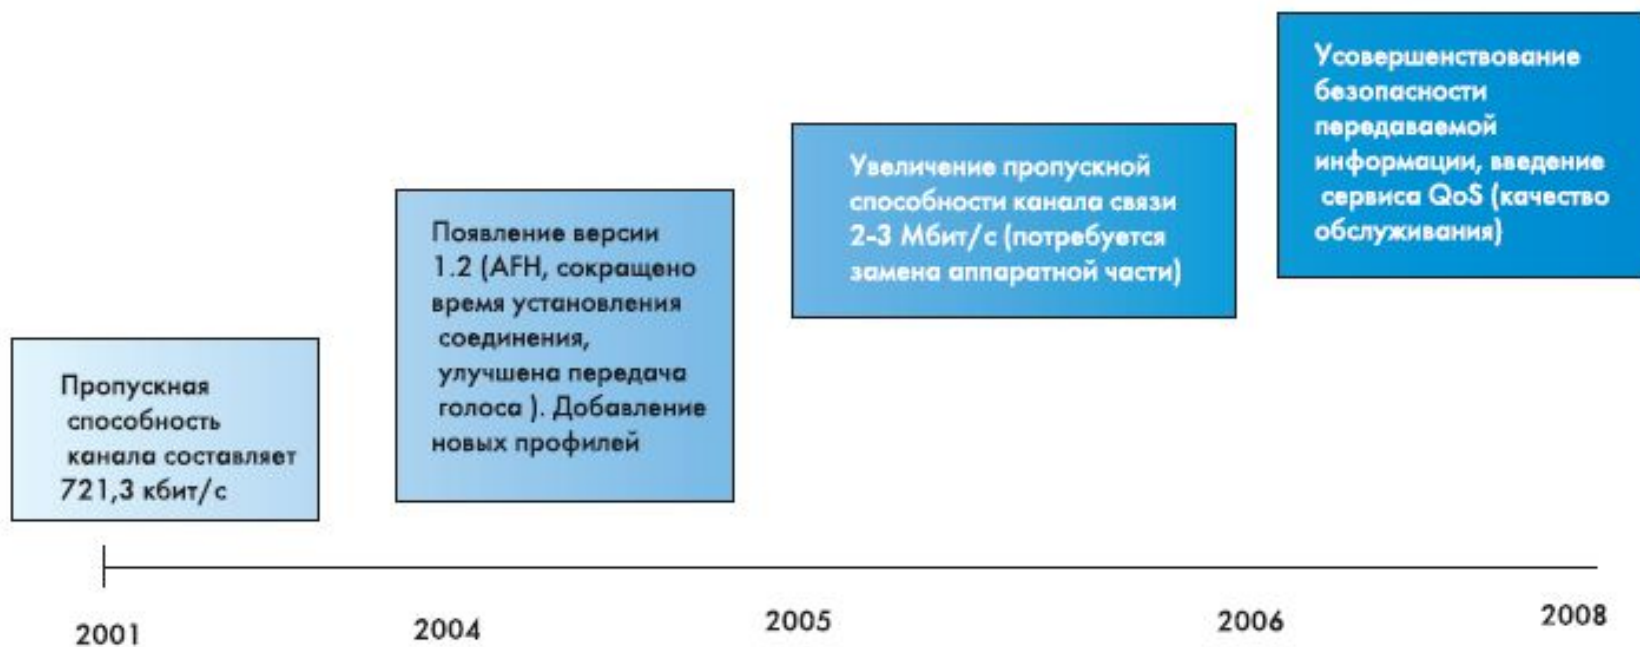 Пропускная
способность
канала составляет
721,3 кбит/с
Появление версии
1.2 (AFH, сокращено
время установления
соединения,
улучшена передача
голоса ). Добавление
новых профилей
Увеличение пропускной
способности канала связи
2-3 Мбит/с (потребуется
замена аппаратной части)
Усовершенствование
безопасности
передаваемой
информации, введение
сервиса QoS (качество
обслуживания)
2001
2004
2005
2006
2008